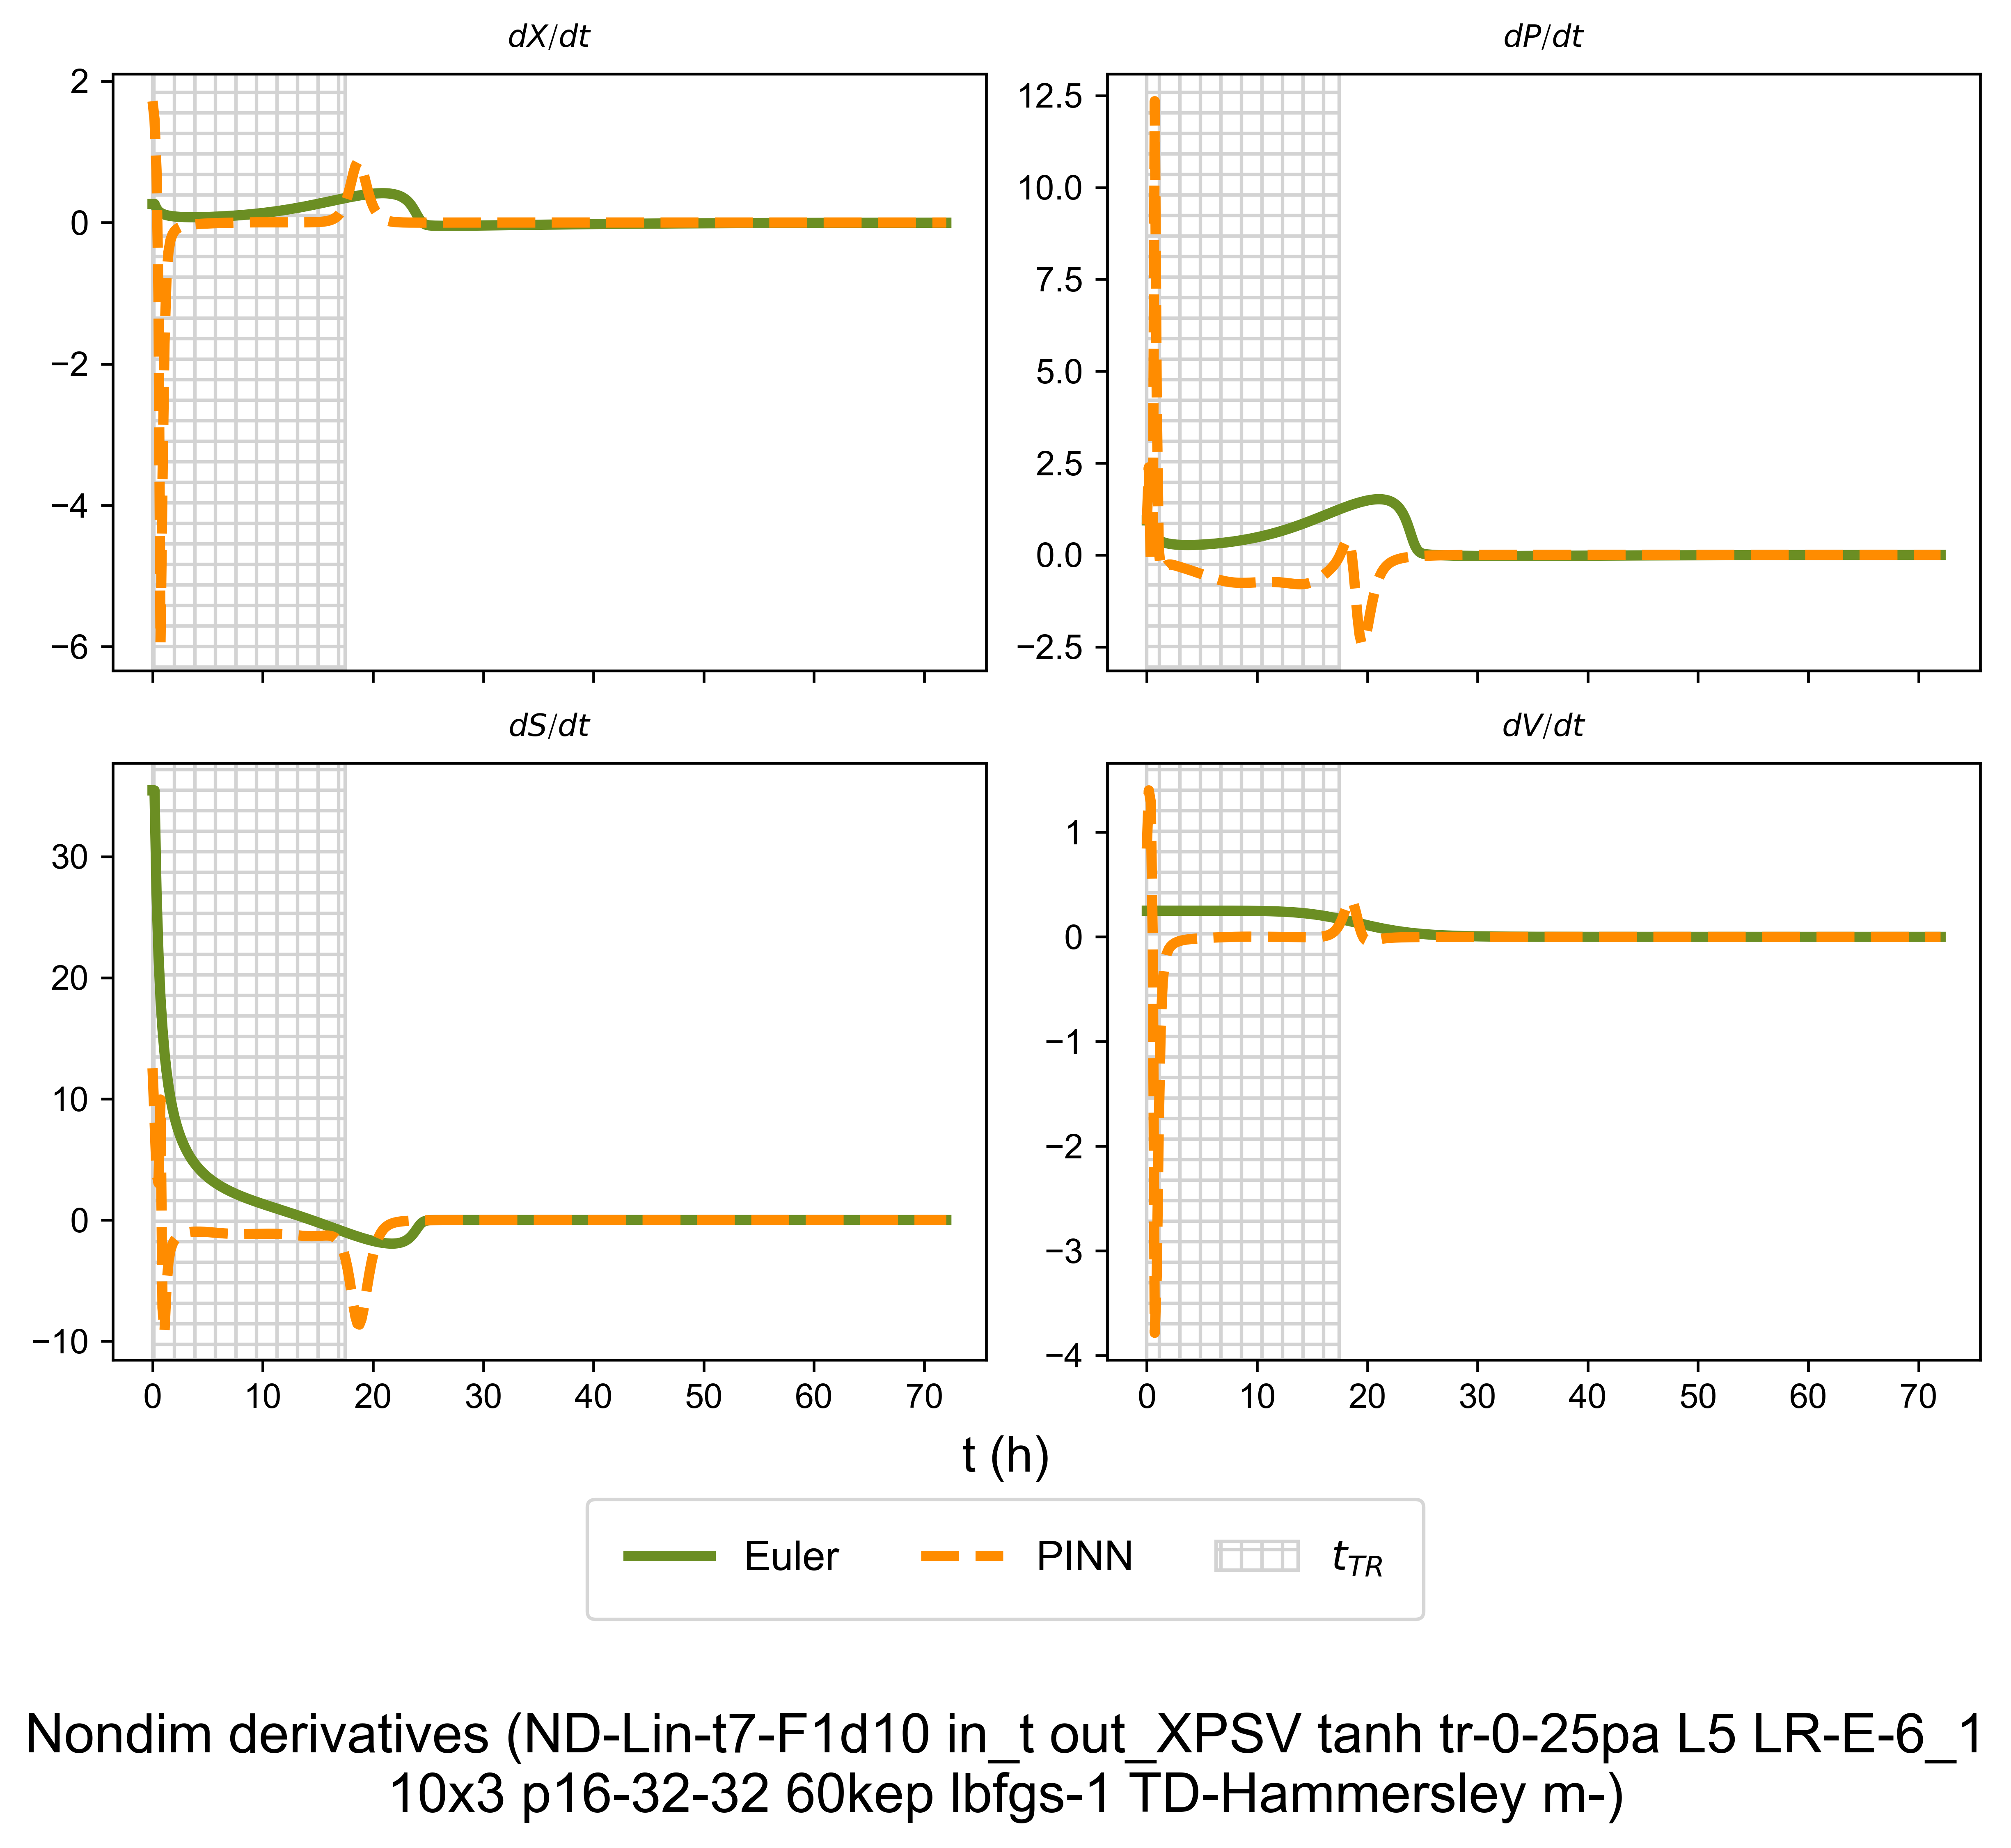 dX/dt
dP/dt
2
0
−2
−4
−6
12.5
10.0
7.5
5.0
2.5
0.0
−2.5
dS/dt
dV/dt
30
20
10
0
−10
1
0
−1
−2
−3
−4
0 10 20 30 40 50 60 70
0 10 20 30 40 50 60 70
t (h)
Euler PINN t_TR
Nondim derivatives (ND-Lin-t7-F1d10 in_t out_XPSV tanh tr-0-25pa L5 LR-E-6_1
10x3 p16-32-32 60kep lbfgs-1 TD-Hammersley m-)